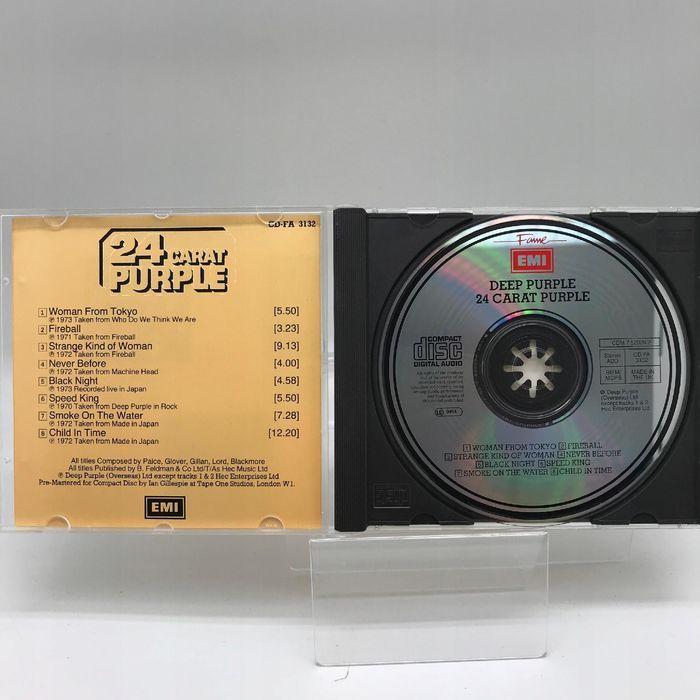 CD-FA 3132
24 CARAT
PURPLE
1 Woman From Tokyo [5.50]
℗ 1973 Taken from Who Do We Think We Are
2 Fireball [3.23]
℗ 1971 Taken from Fireball
3 Strange Kind of Woman [9.13]
℗ 1972 Taken from Fireball
4 Never Before [4.00]
℗ 1972 Taken from Machine Head
5 Black Night [4.58]
℗ 1973 Recorded live in Japan
6 Speed King [5.50]
℗ 1970 Taken from Deep Purple in Rock
7 Smoke On The Water [7.28]
℗ 1972 Taken from Made in Japan
8 Child In Time [12.20]
℗ 1972 Taken from Made in Japan
All titles Composed by Paice, Glover, Gillan, Lord, Blackmore
All titles Published by B. Feldman & Co Ltd/T/As Hec Music Ltd
℗ Deep Purple (Overseas) Ltd except tracks 1 & 2 Hec Enterprises Ltd
Pre-Mastered for Compact Disc by Ian Gillespie at Tape One Studios, London W1.
EMI
Fame
EMI
DEEP PURPLE
24 CARAT PURPLE
COMPACT
disc
DIGITAL AUDIO
Stereo
ADD
CD-FA
3132
MADE IN
THE UK
℗ Deep Purple
(Overseas) Ltd
except tracks 1 & 2
Hec Enterprises Ltd
1 WOMAN FROM TOKYO 2 FIREBALL
3 STRANGE KIND OF WOMAN 4 NEVER BEFORE
5 BLACK NIGHT 6 SPEED KING
7 SMOKE ON THE WATER 8 CHILD IN TIME